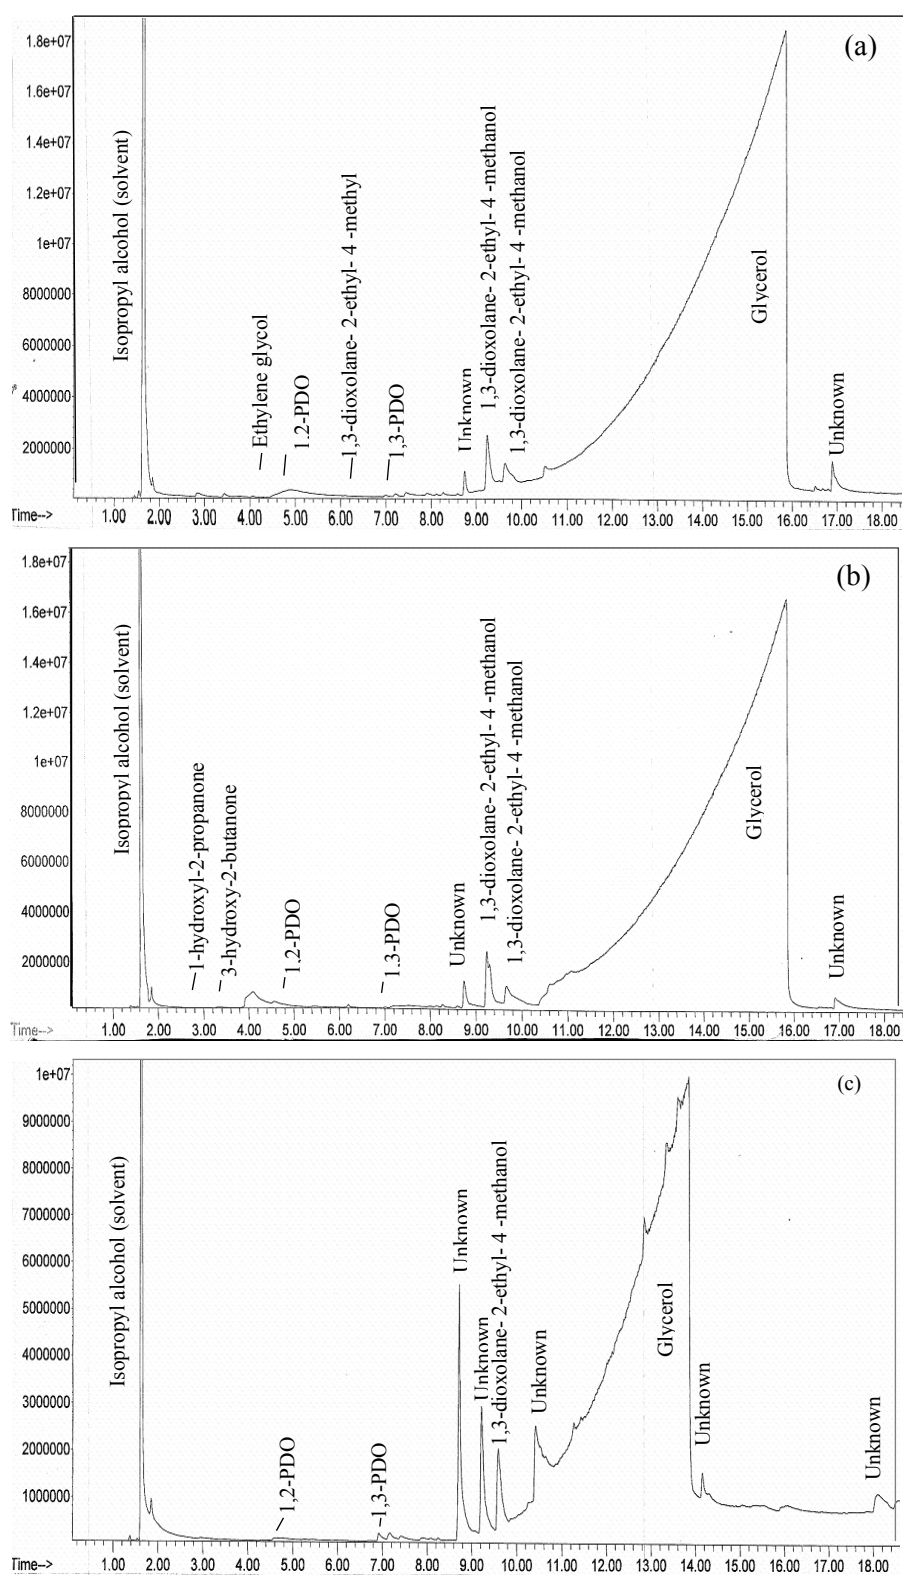 (a)
1.8e+07
1.6e+07
1.4e+07
1.2e+07
1e+07
8000000
6000000
4000000
2000000
Isopropyl alcohol (solvent)
Ethylene glycol
1.2-PDO
1,3-dioxolane- 2-ethyl- 4 -methyl
1,3-PDO
Unknown
1,3-dioxolane- 2-ethyl- 4 -methanol
1,3-dioxolane- 2-ethyl- 4 -methanol
Glycerol
Unknown
Time--> 1.00 2.00 3.00 4.00 5.00 6.00 7.00 8.00 9.00 10.00 11.00 12.00 13.00 14.00 15.00 16.00 17.00 18.00
(b)
1.8e+07
1.6e+07
1.4e+07
1.2e+07
1e+07
8000000
6000000
4000000
2000000
Isopropyl alcohol (solvent)
1-hydroxyl-2-propanone
3-hydroxy-2-butanone
1.2-PDO
1.3-PDO
Unknown
1,3-dioxolane- 2-ethyl- 4 -methanol
1,3-dioxolane- 2-ethyl- 4 -methanol
Glycerol
Unknown
Time--> 1.00 2.00 3.00 4.00 5.00 6.00 7.00 8.00 9.00 10.00 11.00 12.00 13.00 14.00 15.00 16.00 17.00 18.00
(c)
1e+07
9000000
8000000
7000000
6000000
5000000
4000000
3000000
2000000
1000000
Isopropyl alcohol (solvent)
1,2-PDO
1,3-PDO
Unknown
Unknown
1,3-dioxolane- 2-ethyl- 4 -methanol
Unknown
Glycerol
Unknown
Unknown
Time--> 1.00 2.00 3.00 4.00 5.00 6.00 7.00 8.00 9.00 10.00 11.00 12.00 13.00 14.00 15.00 16.00 17.00 18.00